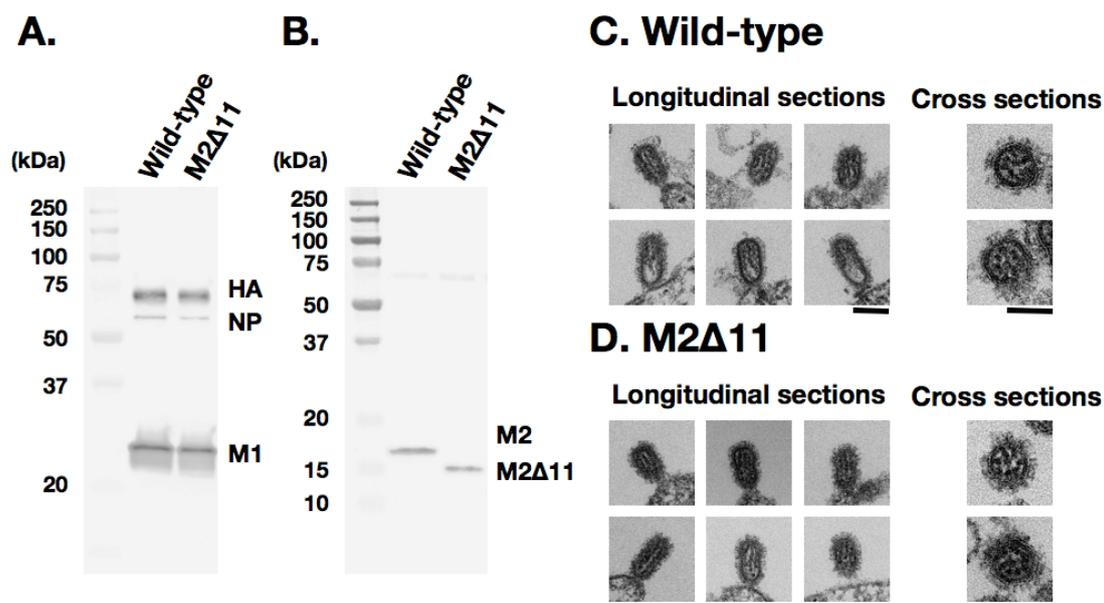 A.
(kDa)
Wild-type
M2Δ11
250
150
100
75
50
37
20
HA
NP
M1
B.
(kDa)
Wild-type
M2Δ11
250
150
100
75
50
37
20
15
10
M2
M2Δ11
C. Wild-type
Longitudinal sections
Cross sections
D. M2Δ11
Longitudinal sections
Cross sections